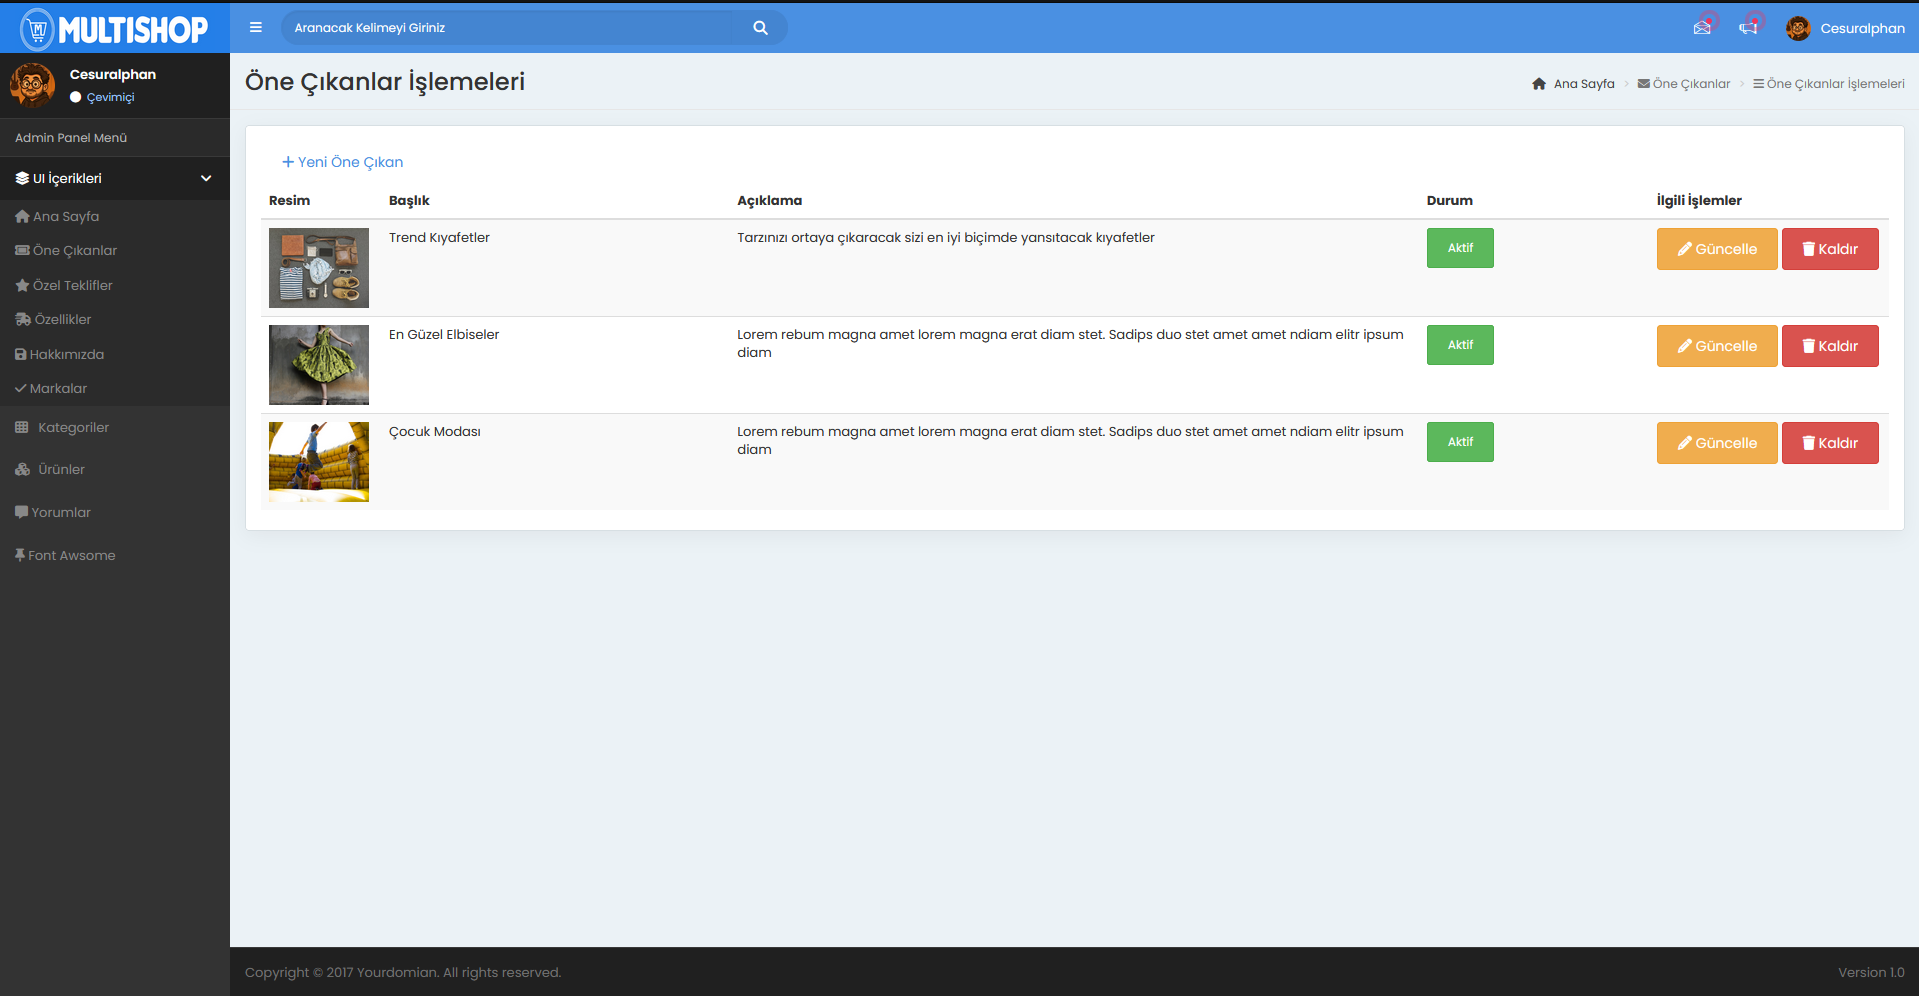 MULTISHOP
Aranacak Kelimeyi Giriniz
Cesuralphan
Cesuralphan
Çevimiçi
Admin Panel Menü
UI İçerikleri
Ana Sayfa
Öne Çıkanlar
Özel Teklifler
Özellikler
Hakkımızda
Markalar
Kategoriler
Ürünler
Yorumlar
Font Awsome
Öne Çıkanlar İşlemeleri
Ana Sayfa > Öne Çıkanlar > Öne Çıkanlar İşlemeleri
+ Yeni Öne Çıkan
Resim Başlık Açıklama Durum İlgili İşlemler
Trend Kıyafetler Tarzınızı ortaya çıkaracak sizi en iyi biçimde yansıtacak kıyafetler Aktif Güncelle Kaldır
En Güzel Elbiseler Lorem rebum magna amet lorem magna erat diam stet. Sadips duo stet amet amet ndiam elitr ipsum Aktif Güncelle Kaldır
diam
Çocuk Modası Lorem rebum magna amet lorem magna erat diam stet. Sadips duo stet amet amet ndiam elitr ipsum Aktif Güncelle Kaldır
diam
Copyright © 2017 Yourdomian. All rights reserved. Version 1.0